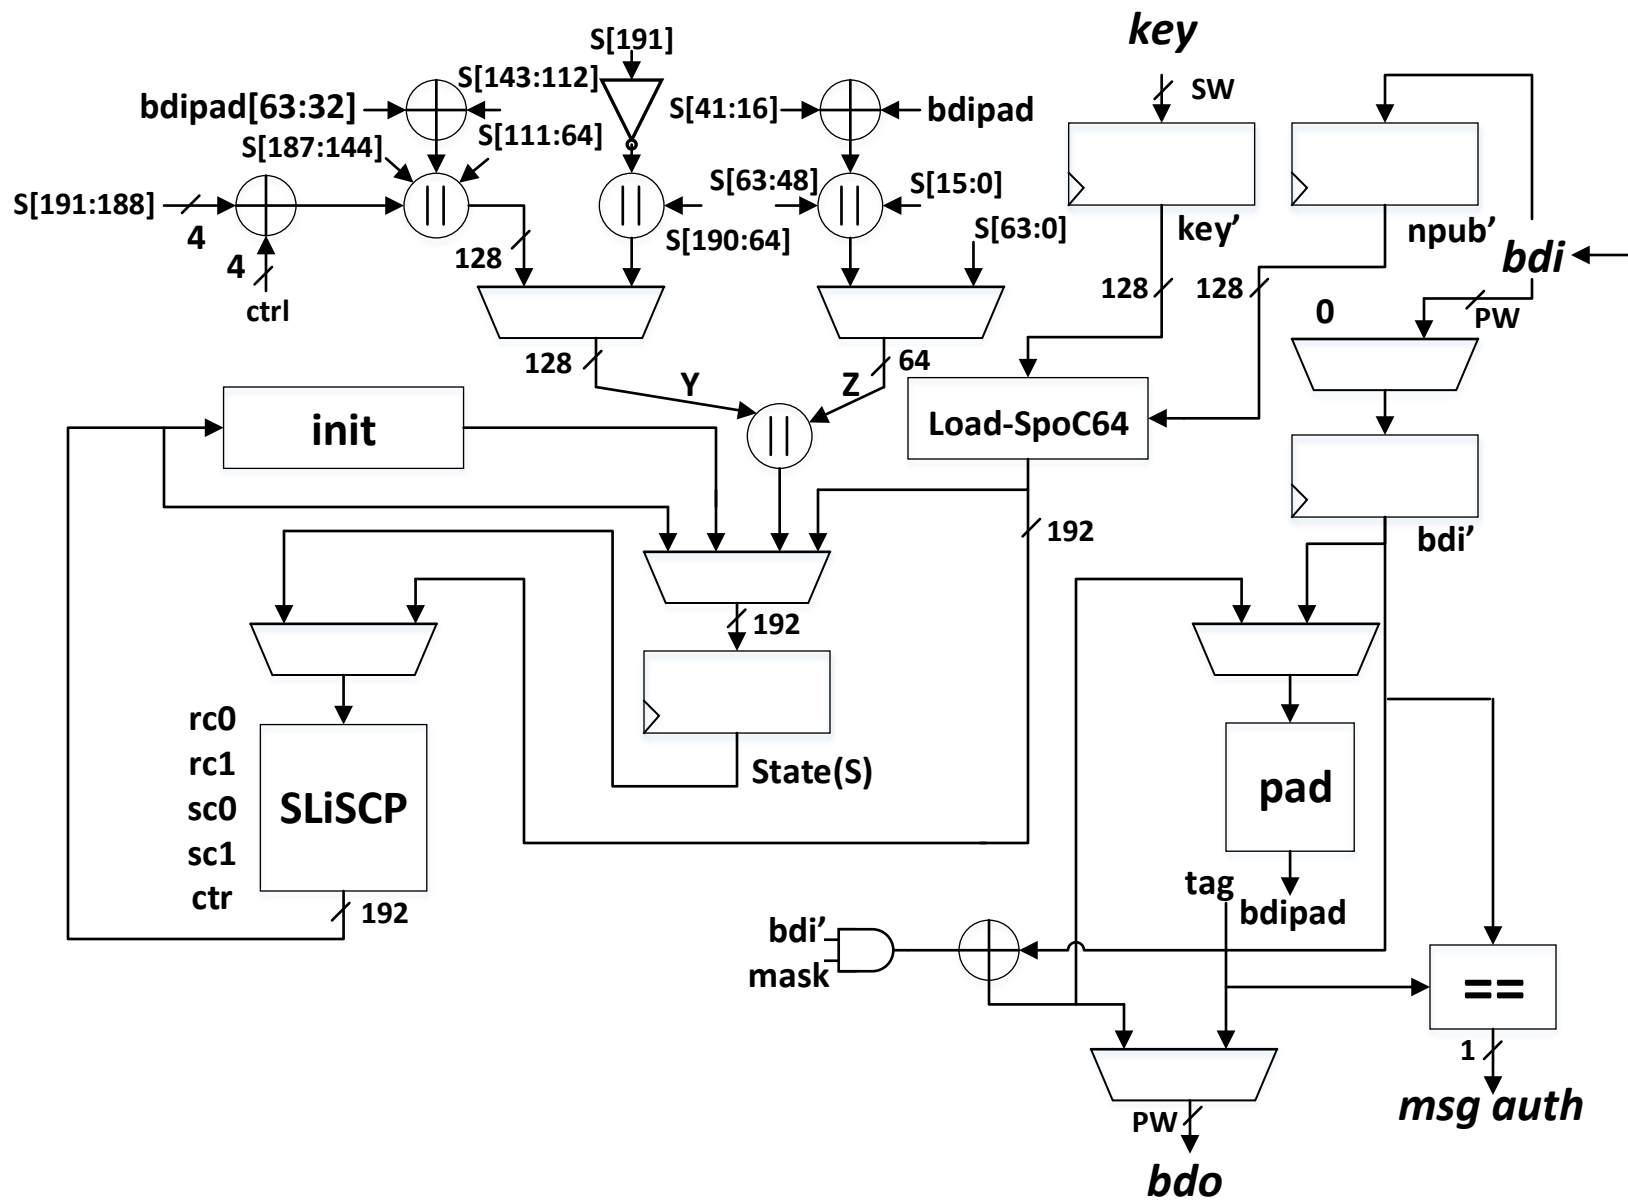 key
S[191]
S[143:112]
SW
bdipad[63:32]
S[41:16]
bdipad
S[187:144]
S[111:64]
S[63:48]
S[15:0]
S[191:188]
4
4
ctrl
128
S[190:64]
S[63:0]
key’
npub’
bdi
128
128
0
PW
128
Y
Z
64
init
Load-SpoC64
192
bdi’
192
rc0
rc1
sc0
sc1
ctr
SLiSCP
State(S)
pad
192
tag
bdipad
bdi’
mask
==
1
PW
msg auth
bdo
||
||
||
||